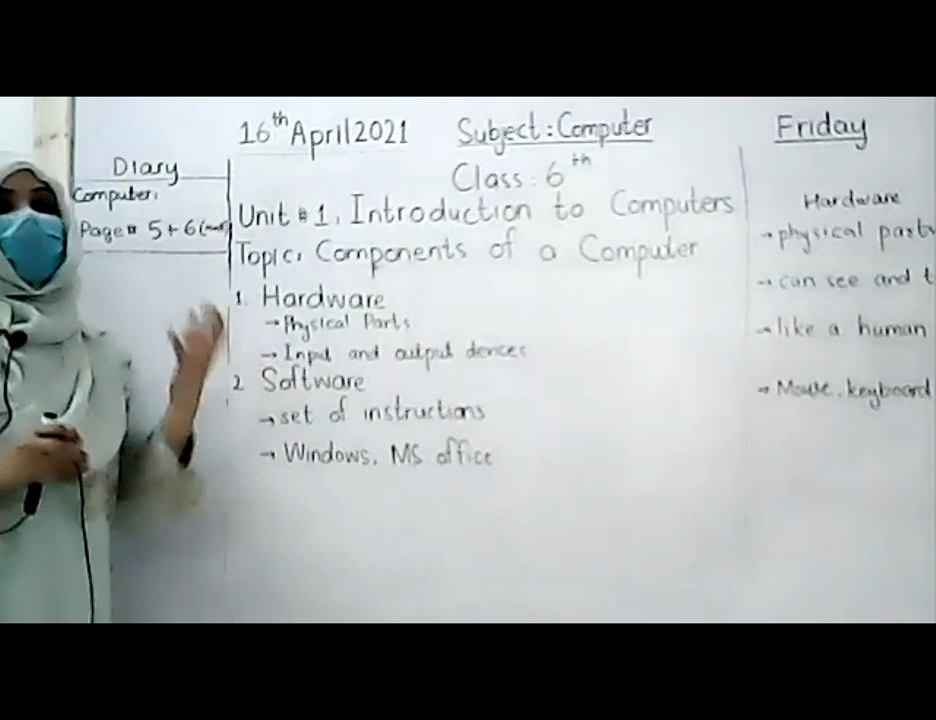 16th April 2021 Subject: Computer Friday
Class: 6th
Diary
Computer:
Page# 5+6
Unit # 1: Introduction to Computers
Topic: Components of a Computer
1. Hardware
→ Physical Parts
→ Input and output devices
2. Software
→ set of instructions
→ Windows, MS office
Hardware
→ physical parts
→ can see and t
→ like a human
→ Mouse, keyboard